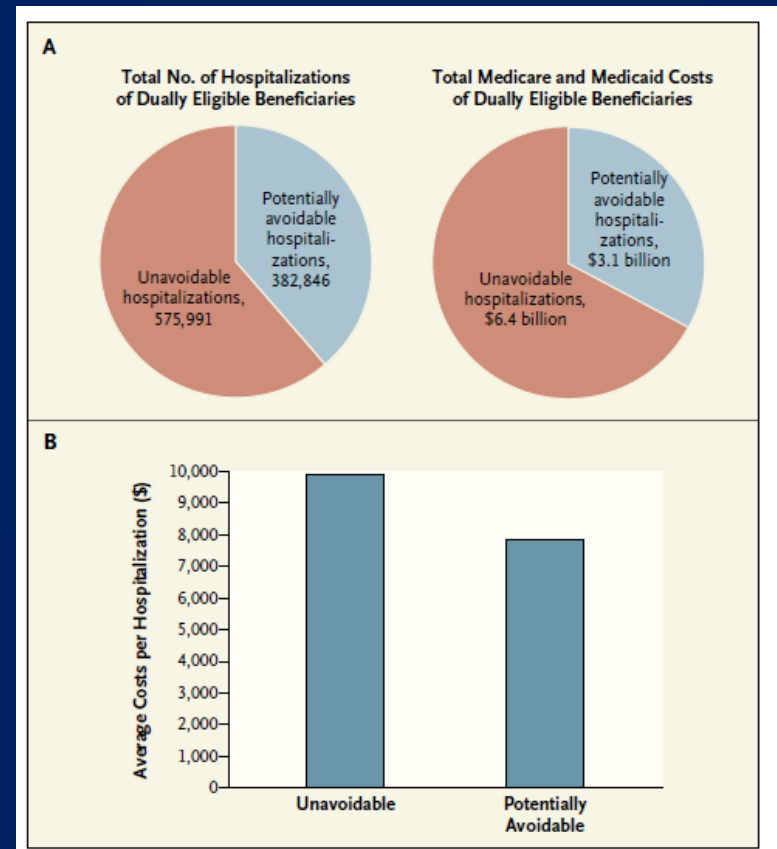 A
Total No. of Hospitalizations
of Dually Eligible Beneficiaries
Potentially
avoidable
hospitali-
zations,
382,846
Unavoidable
hospitalizations,
575,991
Total Medicare and Medicaid Costs
of Dually Eligible Beneficiaries
Potentially
avoidable
hospitali-
zations,
$3.1 billion
Unavoidable
hospitalizations,
$6.4 billion
B
Average Costs per Hospitalization ($)
10,000
9,000
8,000
7,000
6,000
5,000
4,000
3,000
2,000
1,000
0
Unavoidable
Potentially
Avoidable